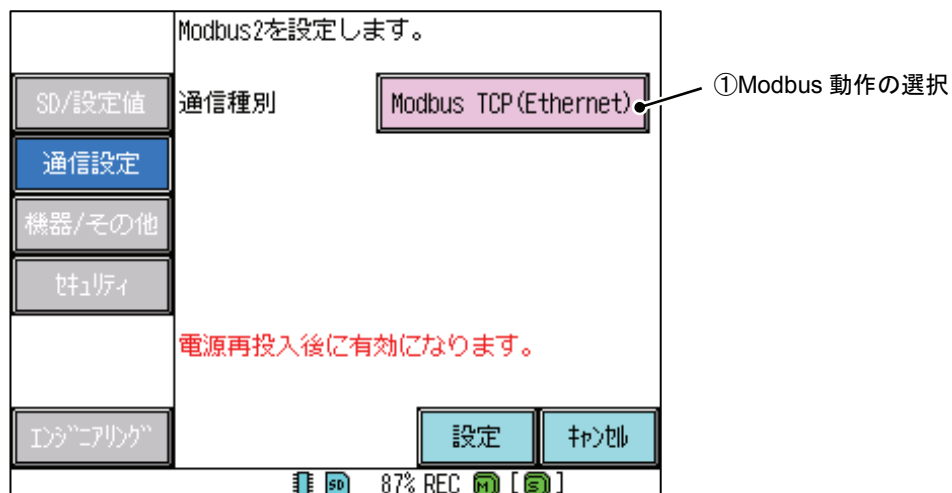 Modbus2を設定します。
SD/設定値
通信種別
Modbus TCP(Ethernet)
①Modbus 動作の選択
通信設定
機器/その他
ｾｷｭﾘﾃｨ
電源再投入後に有効になります。
ｴﾝｼﾞﾆｱﾘﾝｸﾞ
設定
ｷｬﾝｾﾙ
SD 87% REC M [S]